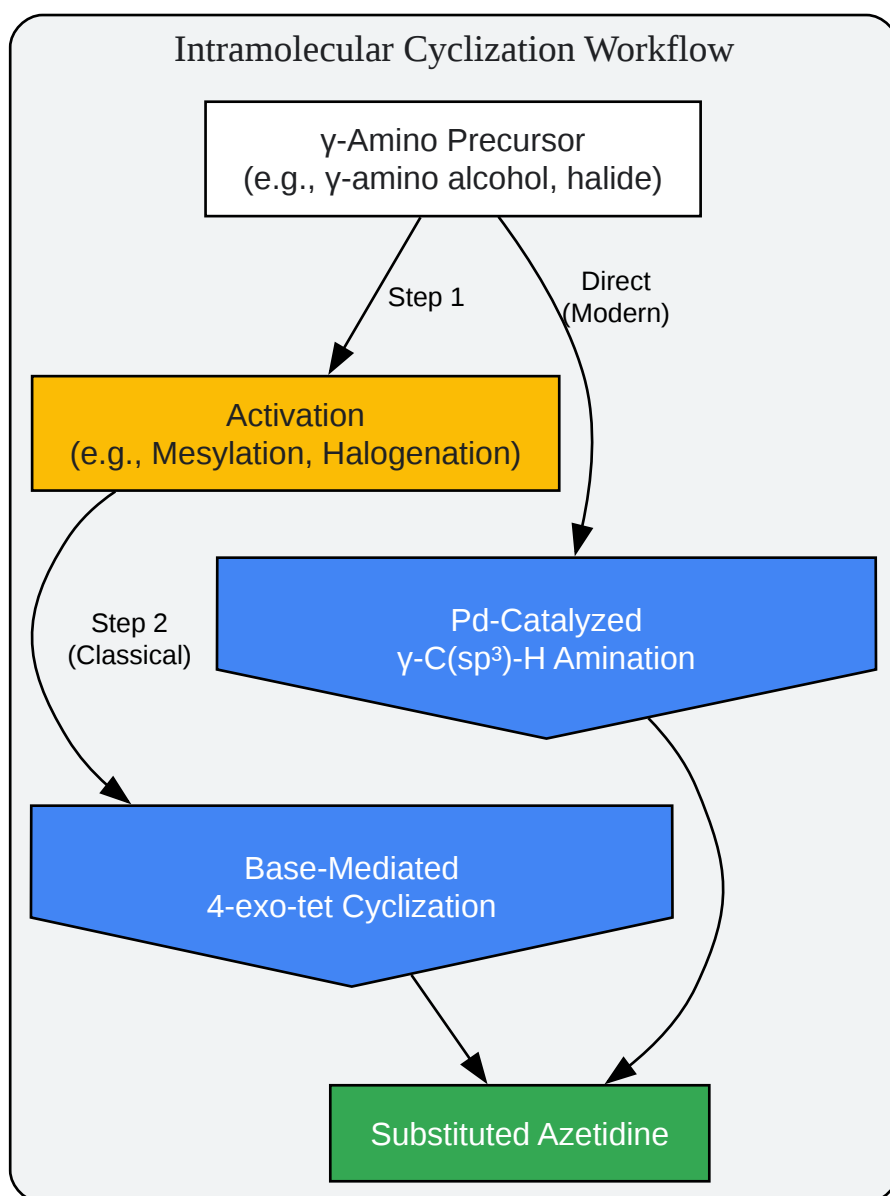 Intramolecular Cyclization Workflow
γ-Amino Precursor
(e.g., γ-amino alcohol, halide)
Step 1
Direct
(Modern)
Activation
(e.g., Mesylation, Halogenation)
Step 2
(Classical)
Pd-Catalyzed
γ-C(sp³)-H Amination
Base-Mediated
4-exo-tet Cyclization
Substituted Azetidine